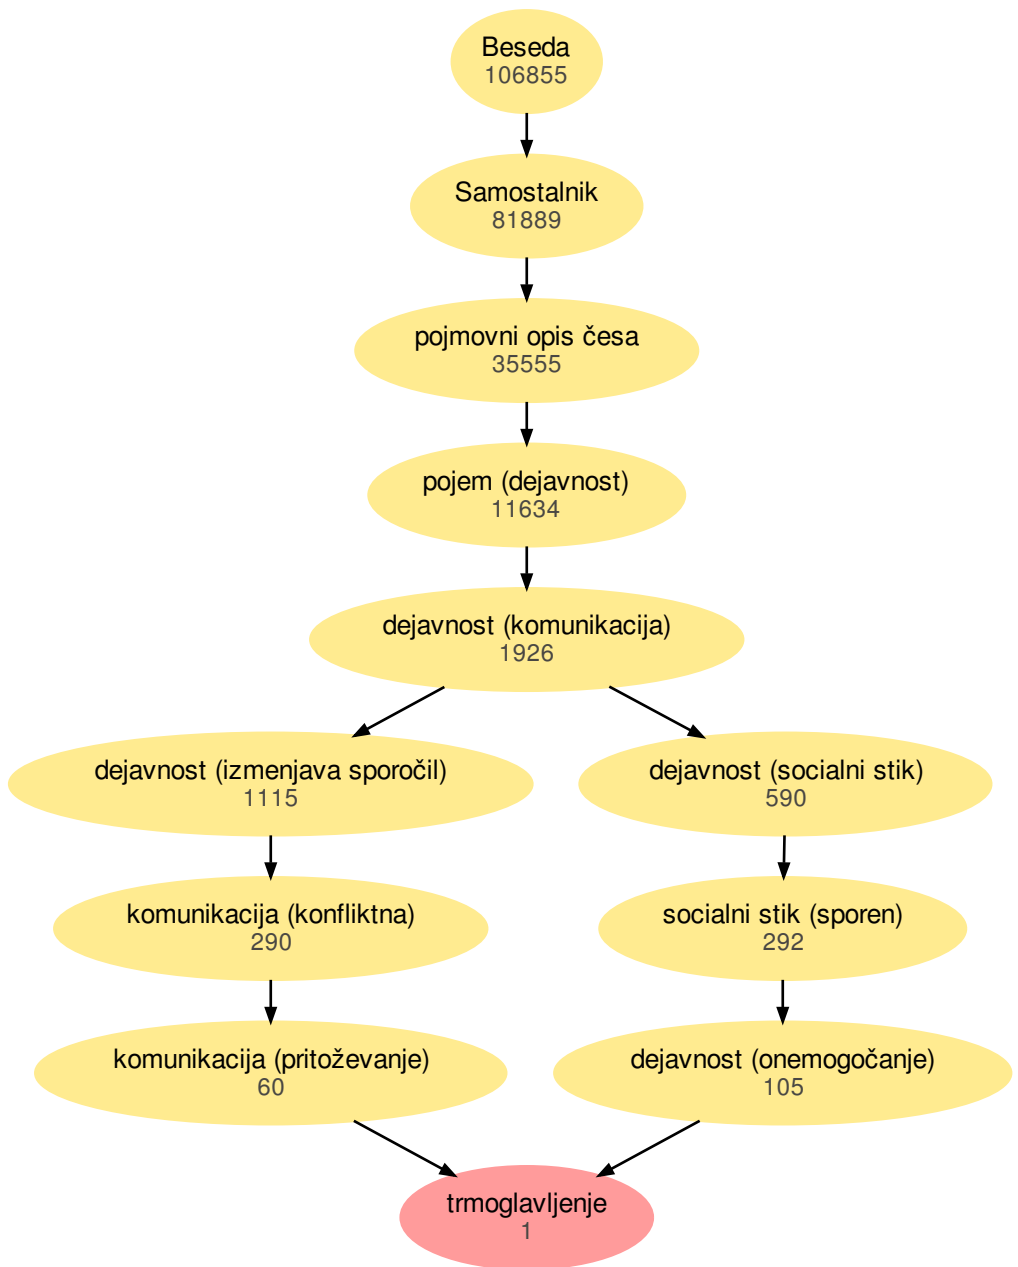 Beseda
106855
Samostalnik
81889
pojmovni opis česa
35555
pojem (dejavnost)
11634
dejavnost (komunikacija)
1926
dejavnost (izmenjava sporočil)
1115
dejavnost (socialni stik)
590
komunikacija (konfliktna)
290
socialni stik (sporen)
292
komunikacija (pritoževanje)
60
dejavnost (onemogočanje)
105
trmoglavljenje
1